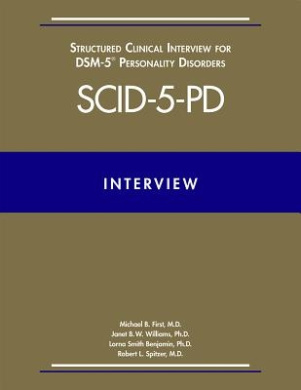 STRUCTURED CLINICAL INTERVIEW FOR
DSM-5® PERSONALITY DISORDERS
SCID-5-PD
INTERVIEW
Michael B. First, M.D.
Janet B. W. Williams, Ph.D.
Lorna Smith Benjamin, Ph.D.
Robert L. Spitzer, M.D.